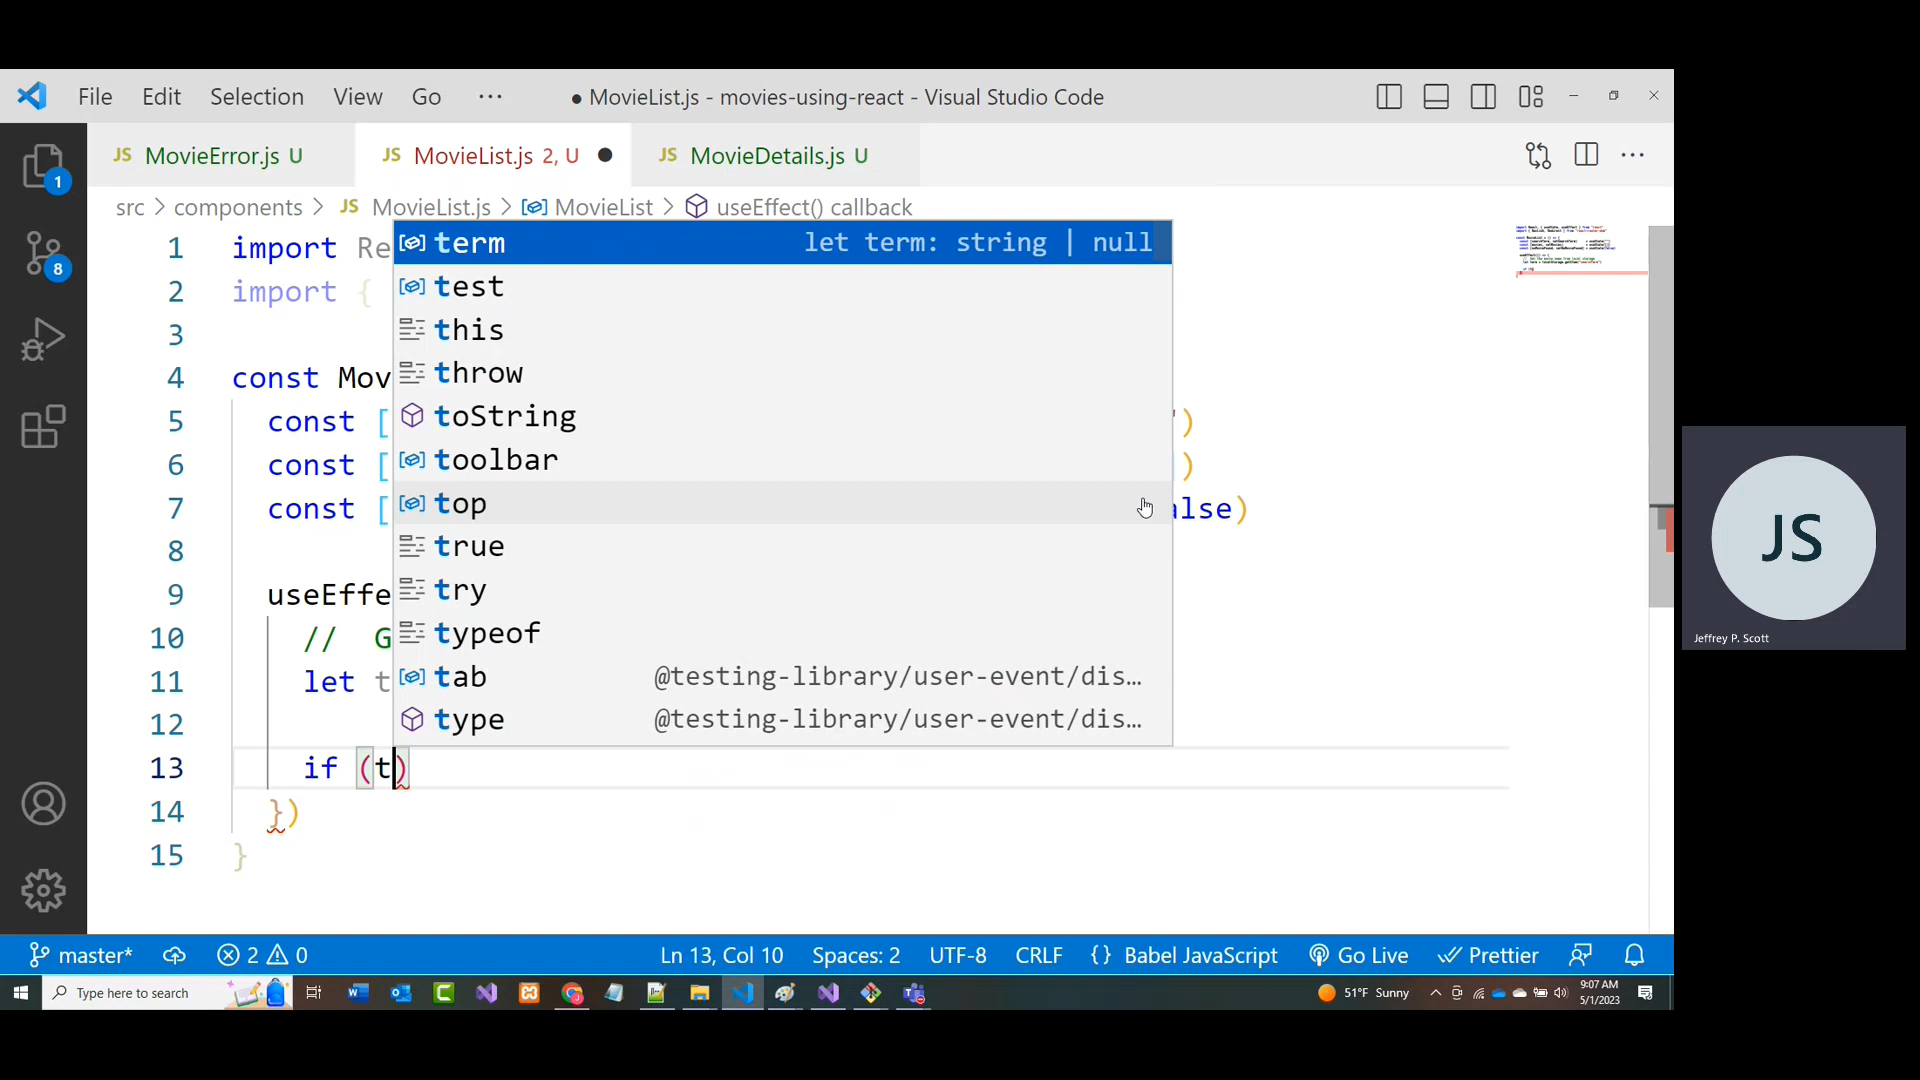 File Edit Selection View Go ··· ● MovieList.js - movies-using-react - Visual Studio Code
JS MovieError.js U JS MovieList.js 2, U JS MovieDetails.js U
src > components > JS MovieList.js > MovieList > useEffect() callback
1 import Re
2 import {
3
4 const Mov
5 const [ ')
6 const [ ])
7 const [ alse)
8
9 useEffe
10 // G
11 let t
12
13 if (t)
14 })
15 }
term let term: string | null
test
this
throw
toString
toolbar
top
true
try
typeof
tab @testing-library/user-event/dis…
type @testing-library/user-event/dis…
1
8
JS
Jeffrey P. Scott
master* 2 0 Ln 13, Col 10 Spaces: 2 UTF-8 CRLF {} Babel JavaScript Go Live Prettier
Type here to search 51°F Sunny 9:07 AM
5/1/2023